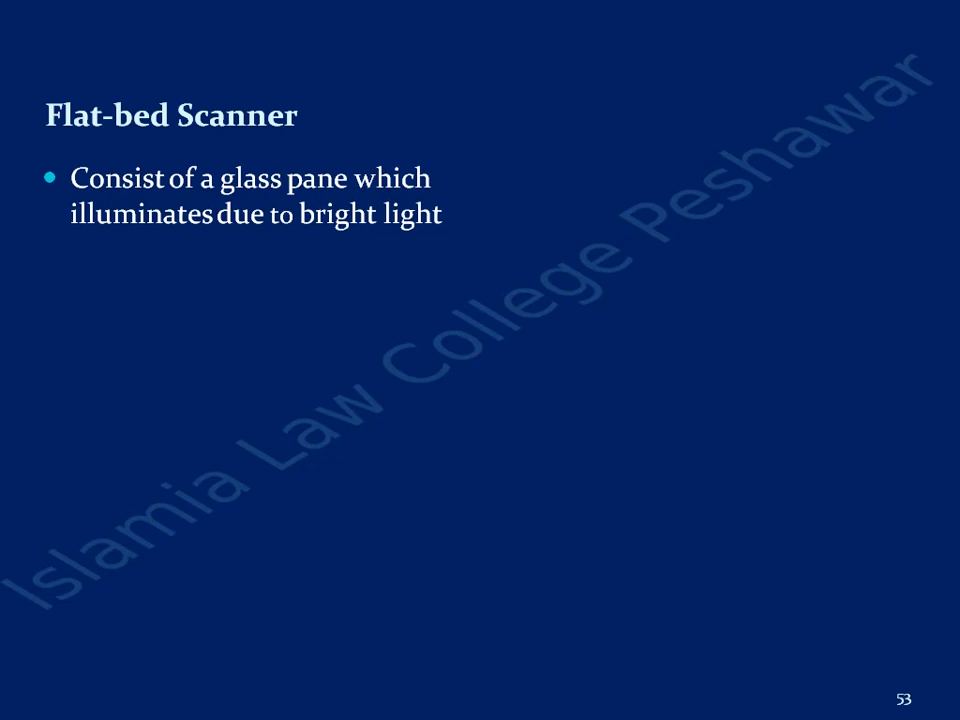 Flat-bed Scanner
Consist of a glass pane which
illuminates due to bright light
Islamia Law College Peshawar
53